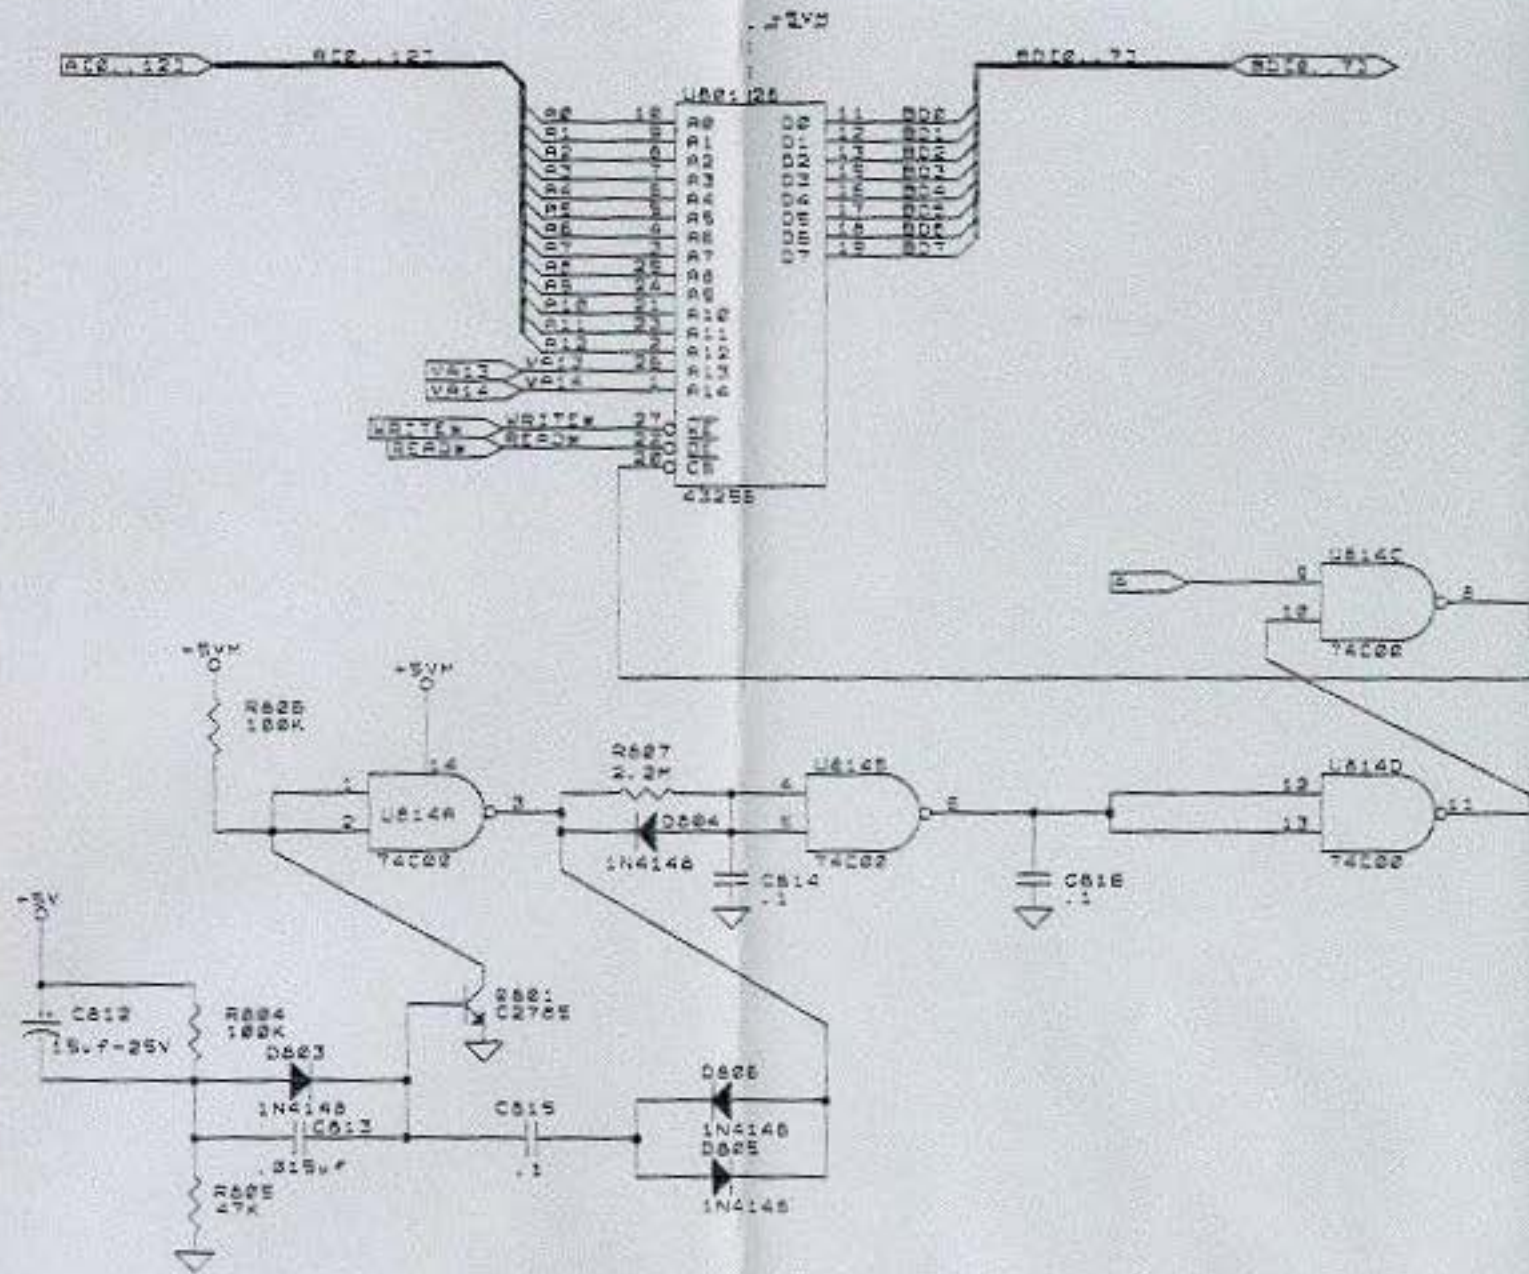 A[0..12]
A[0..12]
+5VM
BD[0..7]
BD[0..7]
U801 28
A0 10 A0
A1 9 A1
A2 8 A2
A3 7 A3
A4 6 A4
A5 5 A5
A6 4 A6
A7 3 A7
A8 25 A8
A9 24 A9
A10 21 A10
A11 23 A11
A12 2 A12
VA13 VA13 26 A13
VA14 VA14 1 A14
WRITE* WRITE* 27
READ* READ* 22
20 CS
43256
D0 11 BD0
D1 12 BD1
D2 13 BD2
D3 15 BD3
D4 16 BD4
D5 17 BD5
D6 18 BD6
D7 19 BD7
U814C
9
10
8
74C00
+5VM
R806
100K
+5VM
14
1
2
U814A
3
74C00
R807
2.2M
D804
1N4148
C814
.1
U814B
4
5
6
74C00
C816
.1
U814D
12
13
11
74C00
+5V
C812
15uf-25V
R804
100K
D803
1N4148
C813
.015uf
R805
47K
C2785
C815
.1
D806
1N4148
D805
1N4148